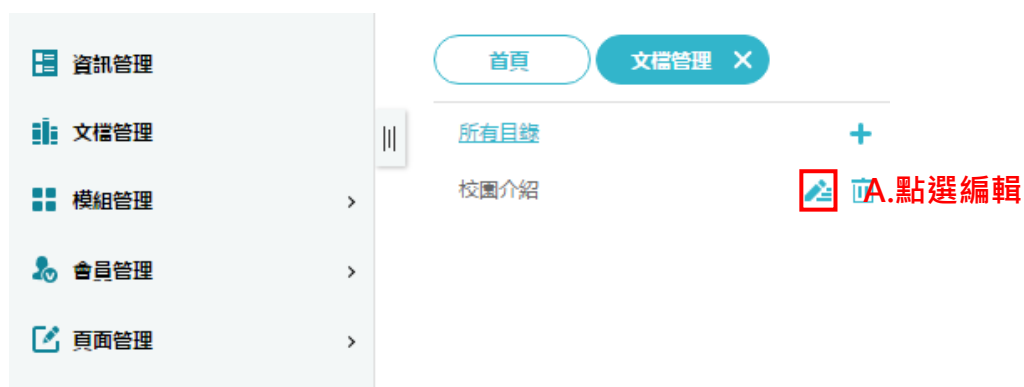 資訊管理
文檔管理
模組管理
會員管理
頁面管理
首頁
文檔管理
所有目錄
校園介紹
A.點選編輯